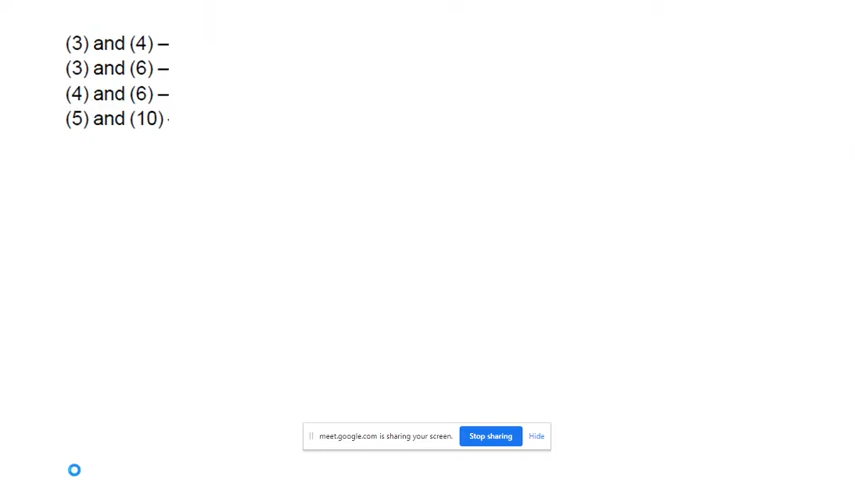 (3) and (4) –
(3) and (6) –
(4) and (6) –
(5) and (10) -
meet.google.com is sharing your screen. Stop sharing Hide